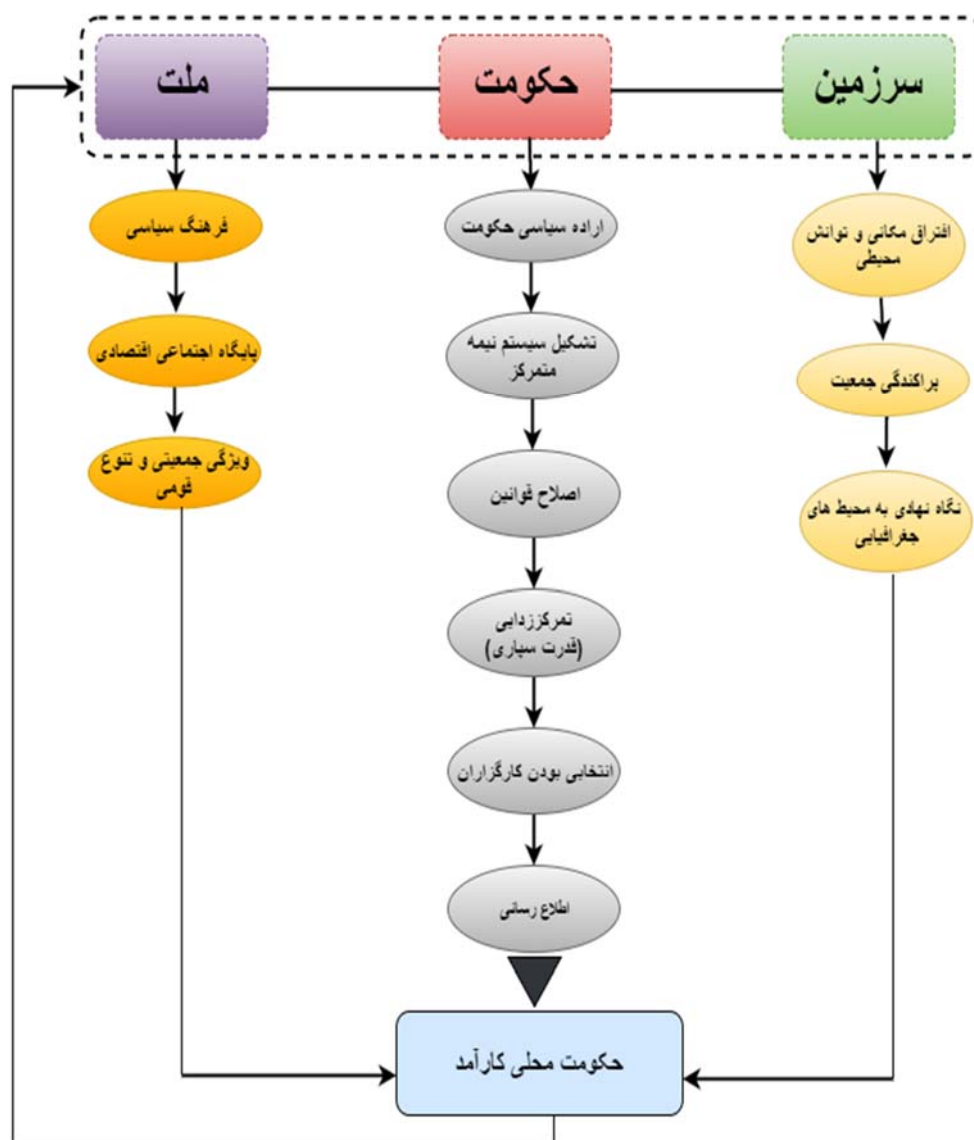 سرزمین
حکومت
ملت
افتراق مکانی و توانش
محیطی
پراکندگی جمعیت
نگاه نهادی به محیط های
جغرافیایی
اراده سیاسی حکومت
تشکیل سیستم نیمه
متمرکز
اصلاح قوانین
تمرکززدایی
(قدرت سپاری)
انتخابی بودن کارگزاران
اطلاع رسانی
فرهنگ سیاسی
پایگاه اجتماعی اقتصادی
ویژگی جمعیتی و تنوع
قومی
حکومت محلی کارآمد